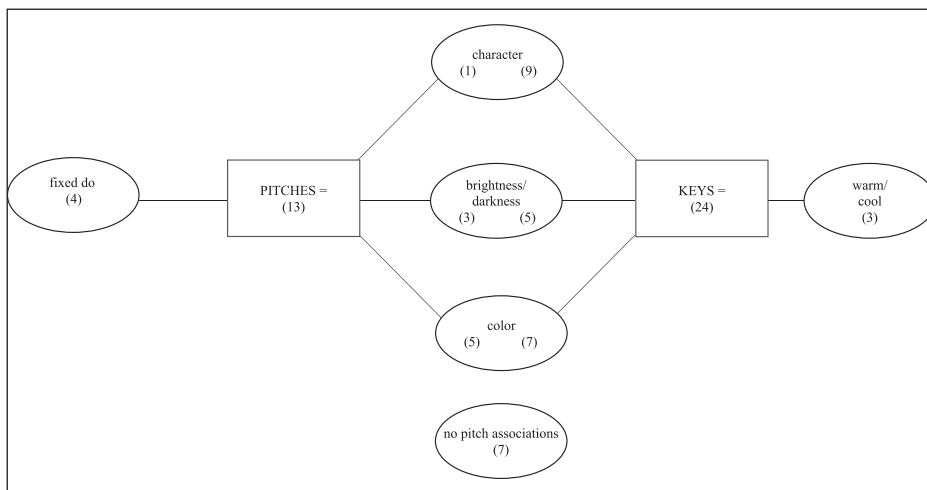 character
(1) (9)
fixed do
(4)
PITCHES =
(13)
brightness/
darkness
(3) (5)
KEYS =
(24)
warm/
cool
(3)
color
(5) (7)
no pitch associations
(7)